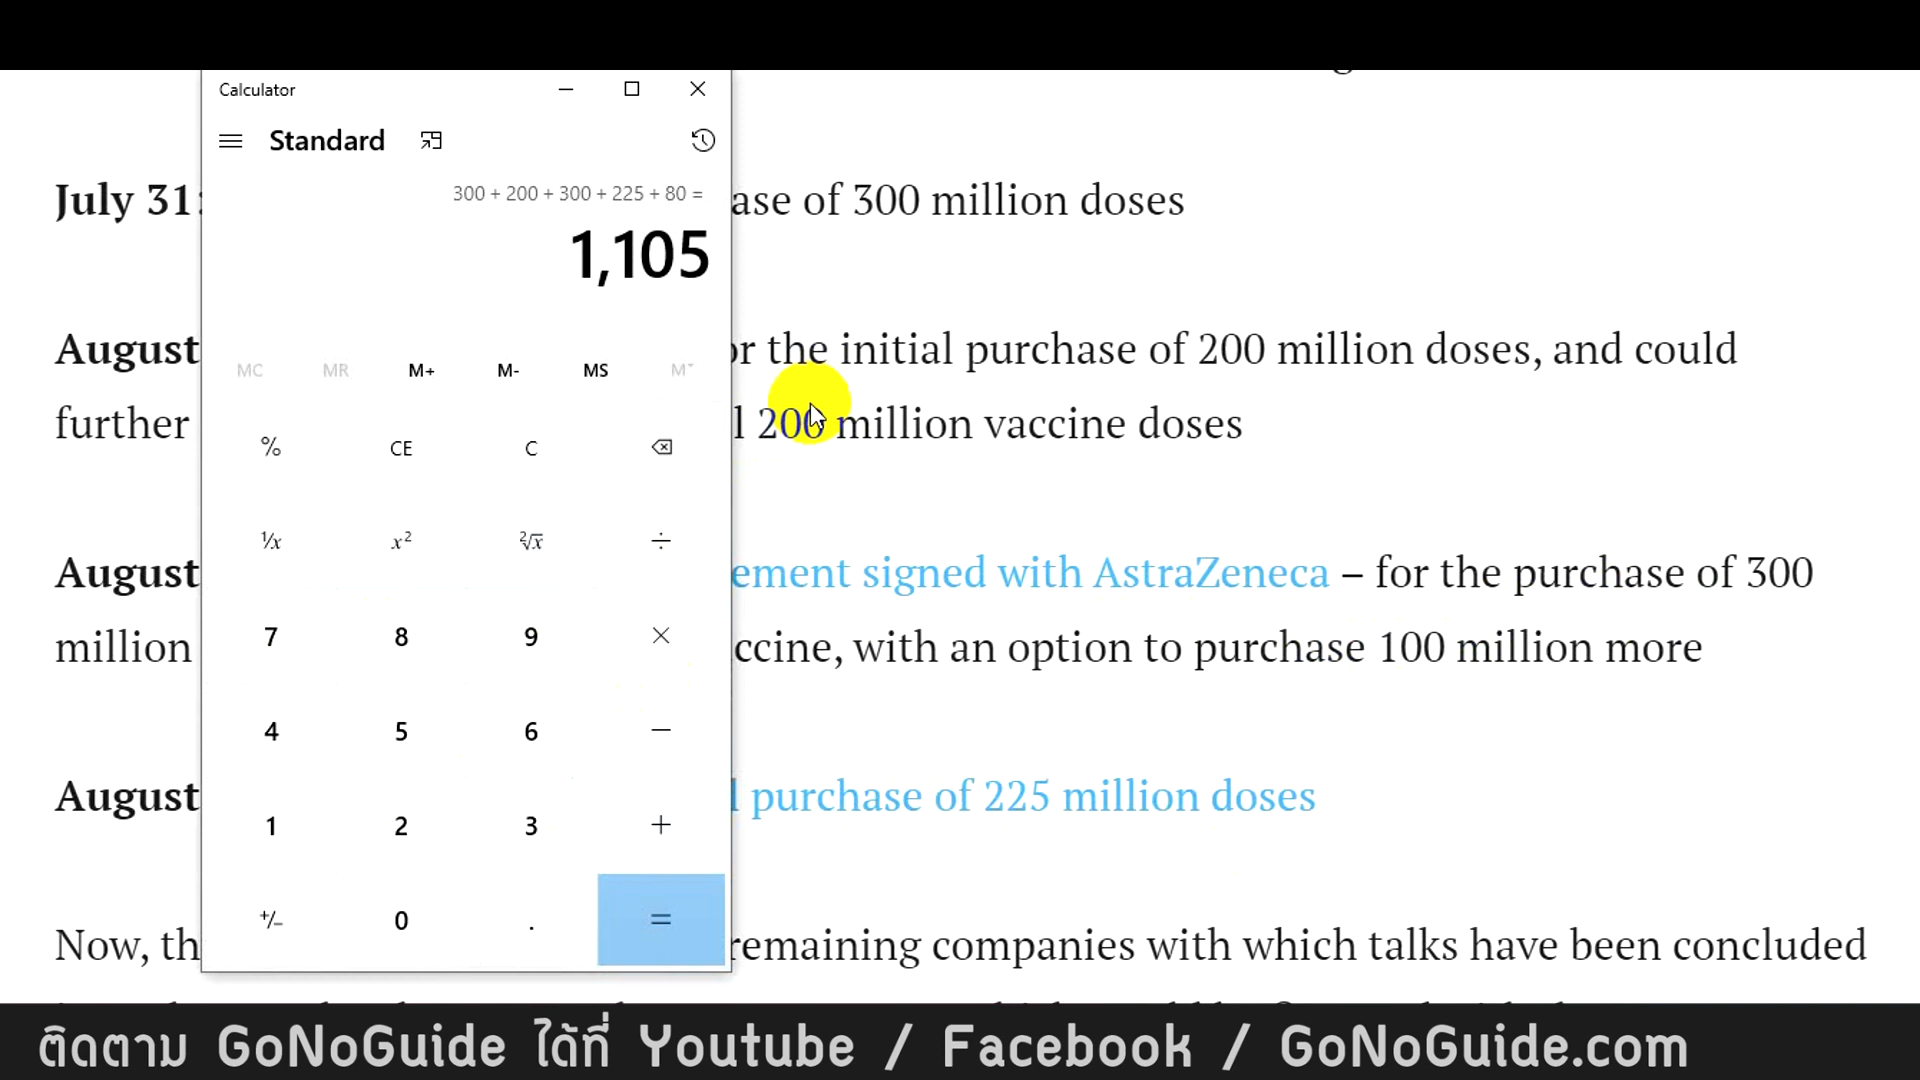 Calculator
Standard
300 + 200 + 300 + 225 + 80 =
1,105
MC MR M+ M- MS M˅
% CE C
⅟x x² ²√x ÷
7 8 9 ×
4 5 6 −
1 2 3 +
+/− 0 . =
July 31: ase of 300 million doses
August or the initial purchase of 200 million doses, and could
further l 200 million vaccine doses
August ement signed with AstraZeneca – for the purchase of 300
million ccine, with an option to purchase 100 million more
August l purchase of 225 million doses
Now, th remaining companies with which talks have been concluded
ติดตาม GoNoGuide ได้ที่ Youtube / Facebook / GoNoGuide.com